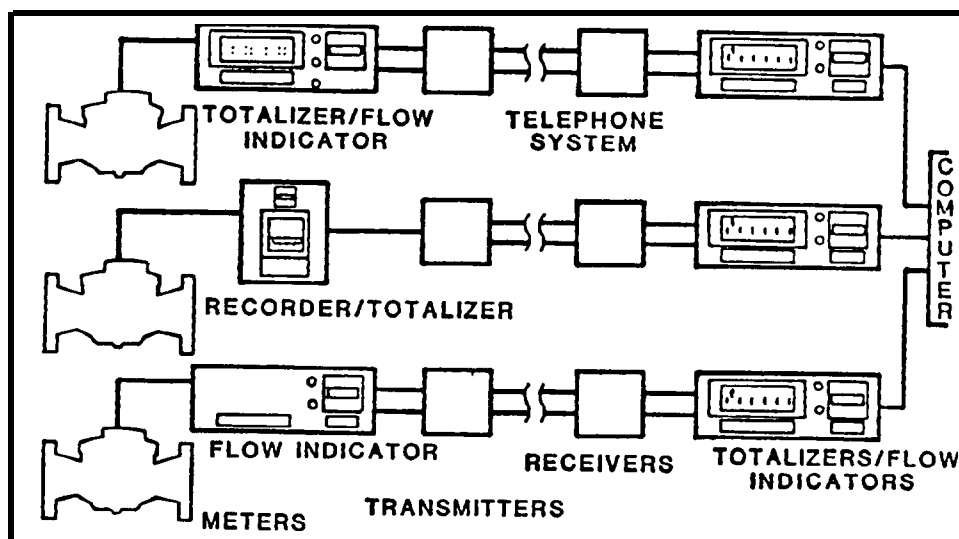 TOTALIZER/FLOW
INDICATOR
TELEPHONE
SYSTEM
COMPUTER
RECORDER/TOTALIZER
FLOW INDICATOR
RECEIVERS
TOTALIZERS/FLOW
INDICATORS
TRANSMITTERS
METERS